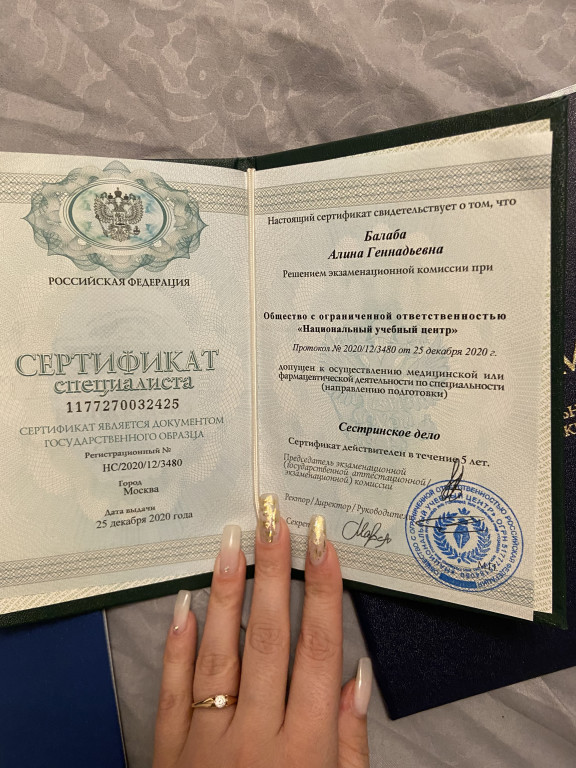 РОССИЙСКАЯ ФЕДЕРАЦИЯ
СЕРТИФИКАТ
специалиста
1177270032425
СЕРТИФИКАТ ЯВЛЯЕТСЯ ДОКУМЕНТОМ
ГОСУДАРСТВЕННОГО ОБРАЗЦА
Регистрационный №
НС/2020/12/3480
Город
Москва
Дата выдачи
25 декабря 2020 года
Настоящий сертификат свидетельствует о том, что
Балаба
Алина Геннадьевна
Решением экзаменационной комиссии при
Общество с ограниченной ответственностью
«Национальный учебный центр»
Протокол № 2020/12/3480 от 25 декабря 2020 г.
допущен к осуществлению медицинской или
фармацевтической деятельности по специальности
(направлению подготовки)
Сестринское дело
Сертификат действителен в течение 5 лет.
Председатель экзаменационной
(Государственной аттестационной/
экзаменационной) комиссии
Ректор/Директор/Руководитель